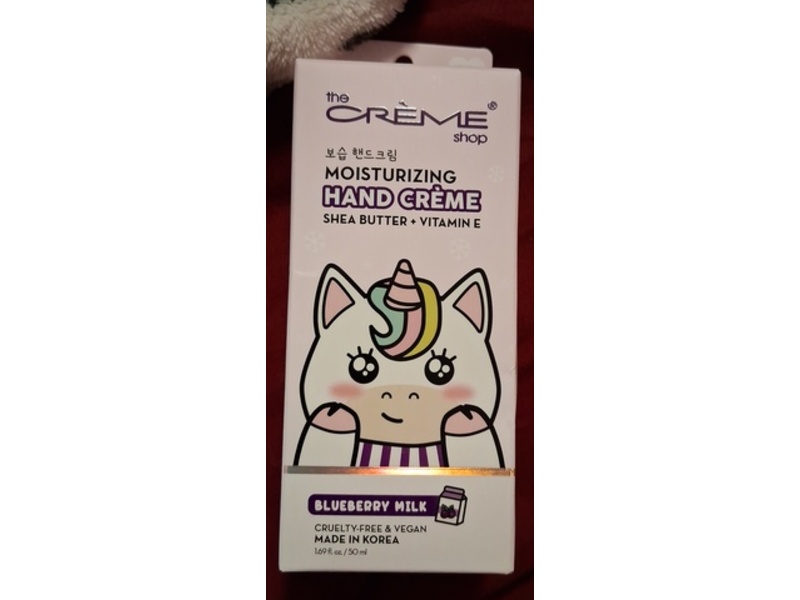 the
CRÈME®
shop
보습 핸드크림
MOISTURIZING
HAND CRÈME
SHEA BUTTER + VITAMIN E
BLUEBERRY MILK
CRUELTY-FREE & VEGAN
MADE IN KOREA
1.69 fl. oz. / 50 ml